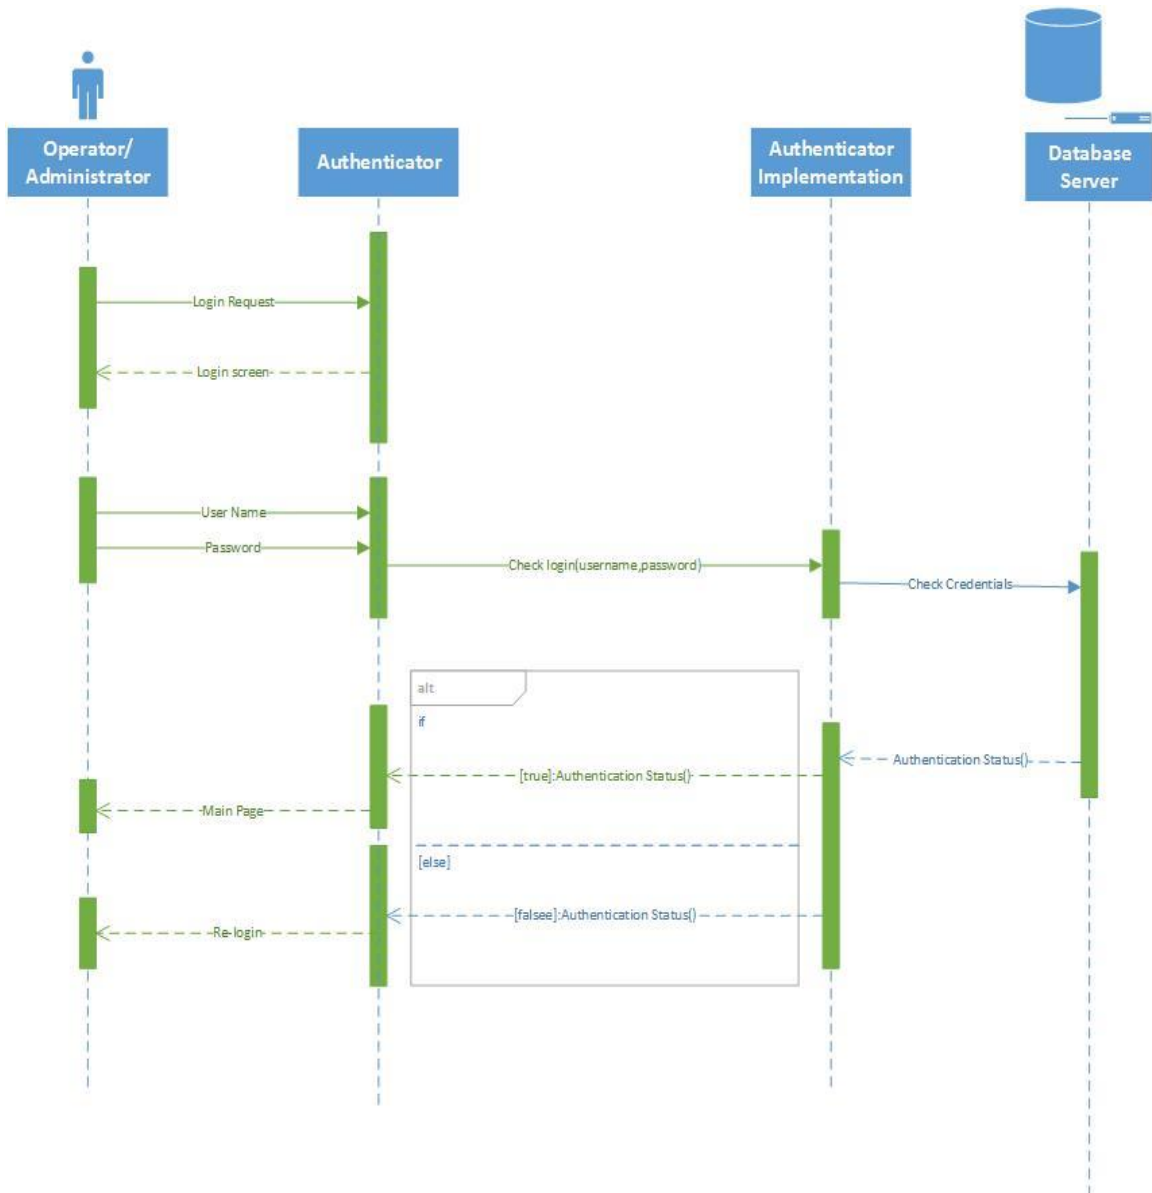 Operator/
Administrator
Authenticator
Authenticator
Implementation
Database
Server
Login Request
Login screen
User Name
Password
Check login(username,password)
Check Credentials
alt
if
Authentication Status()
[true]:Authentication Status()
Main Page
[else]
[falsee]:Authentication Status()
Re-login